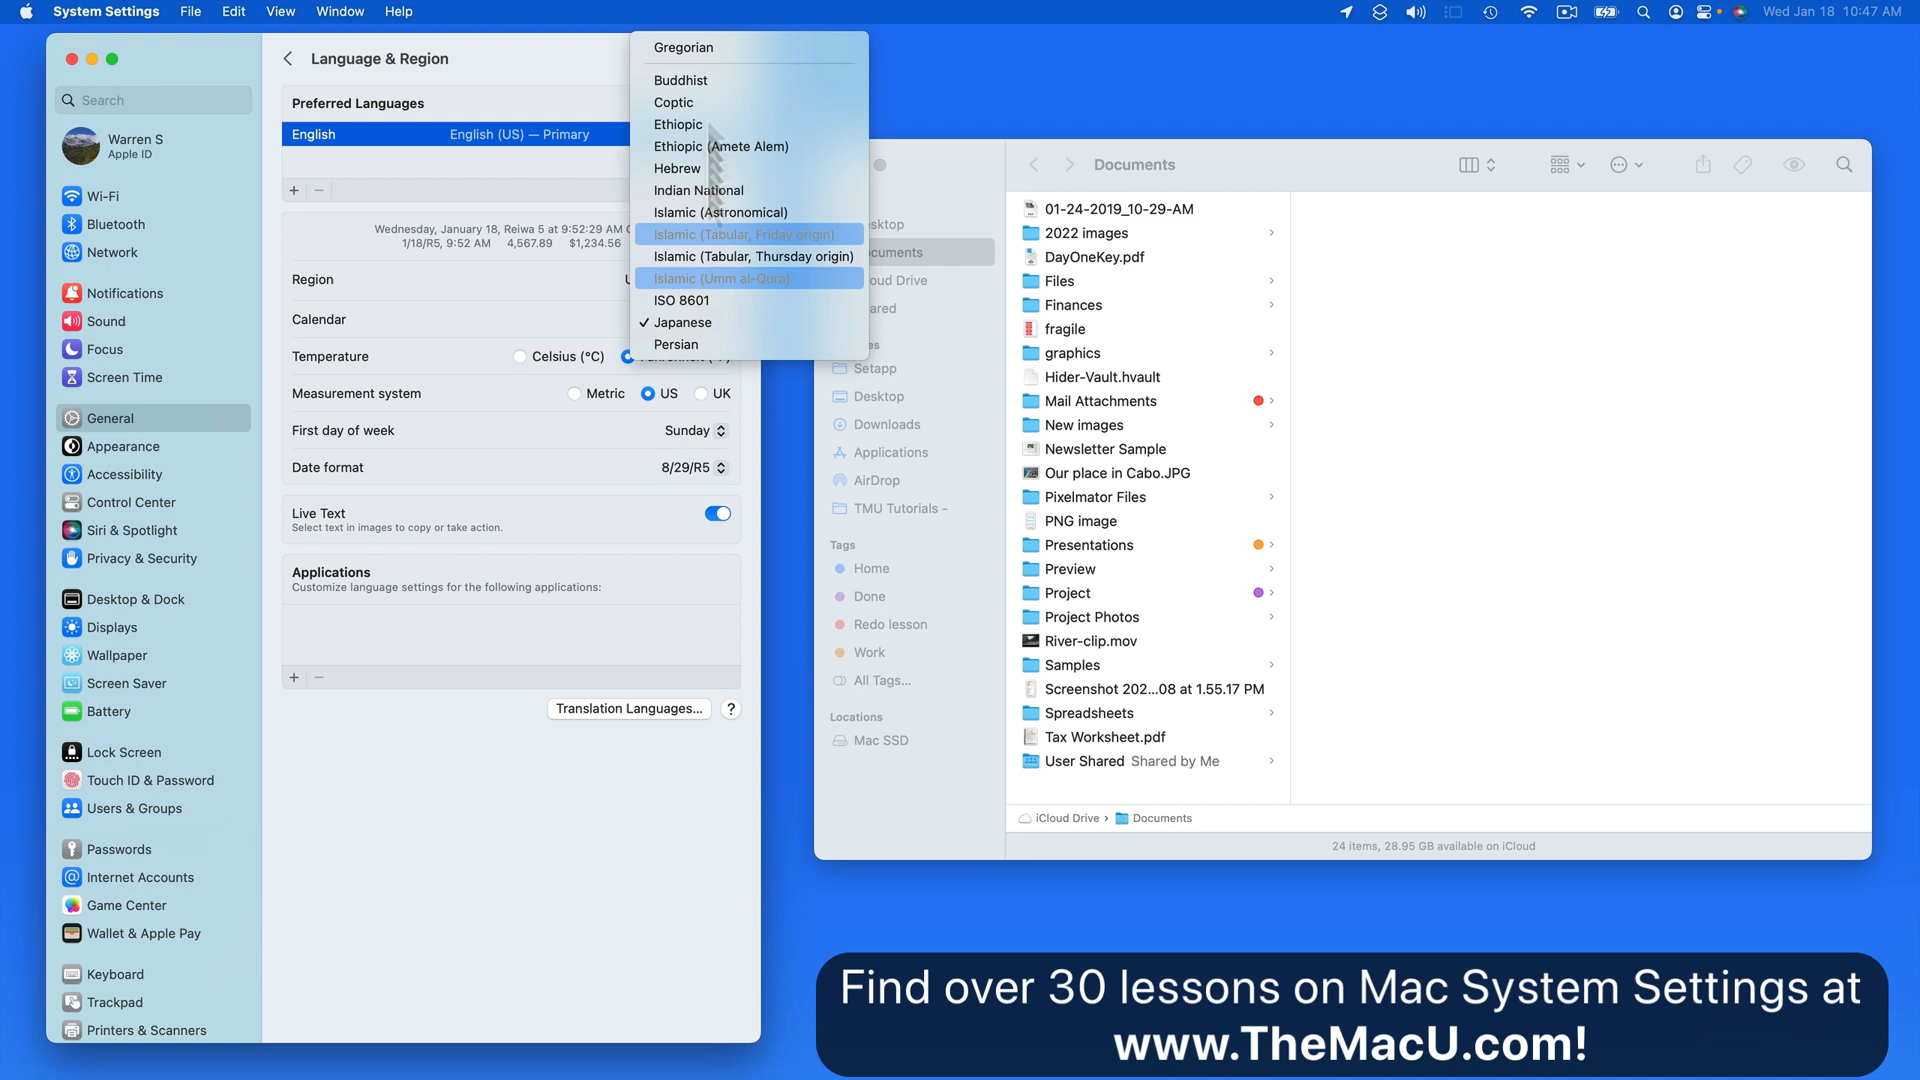 System Settings File Edit View Window Help
Wed Jan 18 10:47 AM
Search
Warren S
Apple ID
Wi-Fi
Bluetooth
Network
Notifications
Sound
Focus
Screen Time
General
Appearance
Accessibility
Control Center
Siri & Spotlight
Privacy & Security
Desktop & Dock
Displays
Wallpaper
Screen Saver
Battery
Lock Screen
Touch ID & Password
Users & Groups
Passwords
Internet Accounts
Game Center
Wallet & Apple Pay
Keyboard
Trackpad
Printers & Scanners
Language & Region
Preferred Languages
English English (US) — Primary
+ −
Wednesday, January 18, Reiwa 5 at 9:52:29 AM
1/18/R5, 9:52 AM 4,567.89 $1,234.56
Region
Calendar
Temperature Celsius (°C)
Measurement system Metric US UK
First day of week Sunday
Date format 8/29/R5
Live Text
Select text in images to copy or take action.
Applications
Customize language settings for the following applications:
+ −
Translation Languages... ?
Gregorian
Buddhist
Coptic
Ethiopic
Ethiopic (Amete Alem)
Hebrew
Indian National
Islamic (Astronomical)
Islamic (Tabular, Friday origin)
Islamic (Tabular, Thursday origin)
Islamic (Umm al-Qura)
ISO 8601
✓ Japanese
Persian
sktop
cuments
oud Drive
ared
es
Setapp
Desktop
Downloads
Applications
AirDrop
TMU Tutorials -
Tags
Home
Done
Redo lesson
Work
All Tags...
Locations
Mac SSD
Documents
01-24-2019_10-29-AM
2022 images
DayOneKey.pdf
Files
Finances
fragile
graphics
Hider-Vault.hvault
Mail Attachments
New images
Newsletter Sample
Our place in Cabo.JPG
Pixelmator Files
PNG image
Presentations
Preview
Project
Project Photos
River-clip.mov
Samples
Screenshot 202...08 at 1.55.17 PM
Spreadsheets
Tax Worksheet.pdf
User Shared Shared by Me
iCloud Drive › Documents
24 items, 28.95 GB available on iCloud
Find over 30 lessons on Mac System Settings at
www.TheMacU.com!